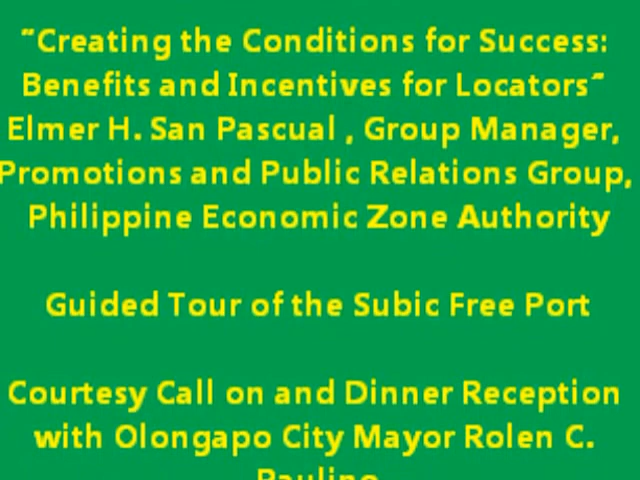 "Creating the Conditions for Success:
Benefits and Incentives for Locators"
Elmer H. San Pascual , Group Manager,
Promotions and Public Relations Group,
Philippine Economic Zone Authority
Guided Tour of the Subic Free Port
Courtesy Call on and Dinner Reception
with Olongapo City Mayor Rolen C.
Paulino